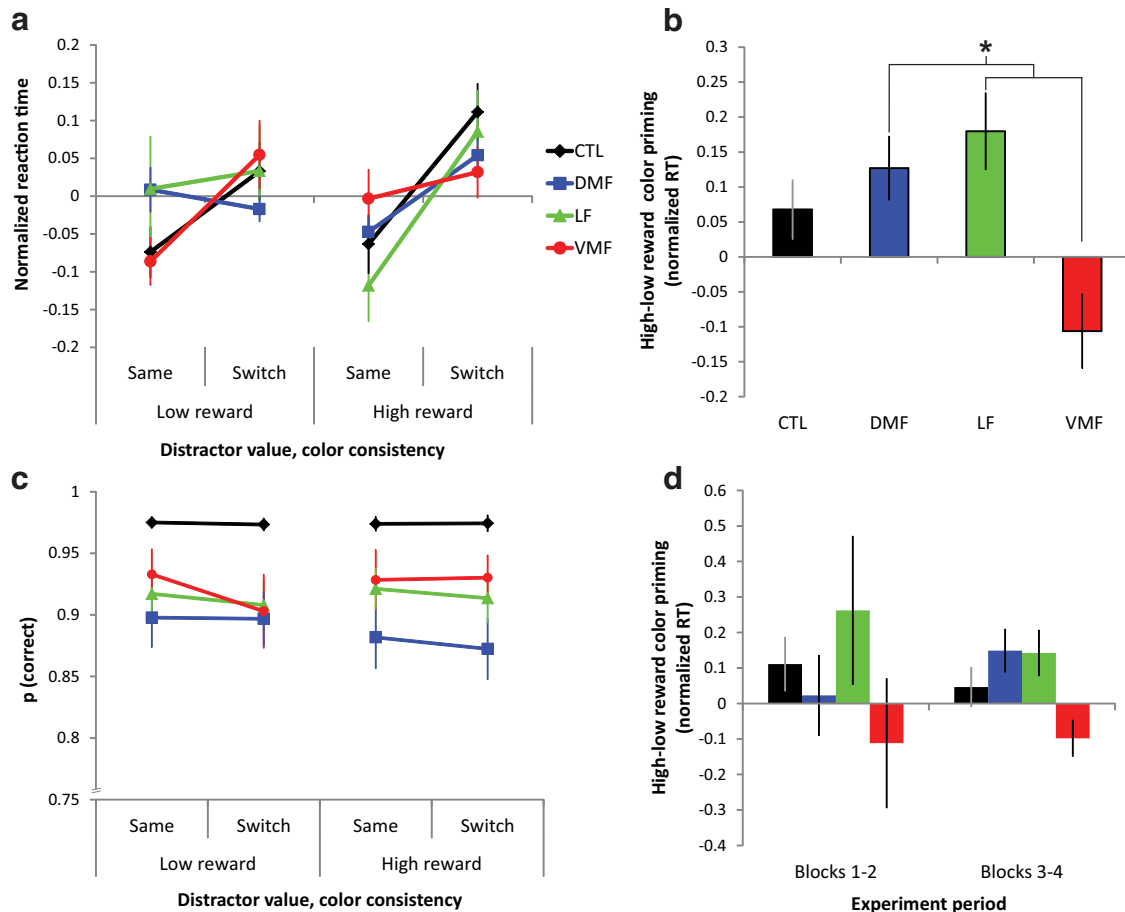 a
0.2
0.15
0.1
0.05
0
-0.05
-0.1
-0.15
-0.2
Normalized reaction time
Same Switch Same Switch
Low reward High reward
Distractor value, color consistency
CTL
DMF
LF
VMF
b
*
0.3
0.25
0.2
0.15
0.1
0.05
0
-0.05
-0.1
-0.15
-0.2
High-low reward color priming
(normalized RT)
CTL DMF LF VMF
c
1
0.95
0.9
0.85
0.8
0.75
p (correct)
Same Switch Same Switch
Low reward High reward
Distractor value, color consistency
d
0.6
0.5
0.4
0.3
0.2
0.1
0
-0.1
-0.2
-0.3
-0.4
High-low reward color priming
(normalized RT)
Blocks 1-2 Blocks 3-4
Experiment period